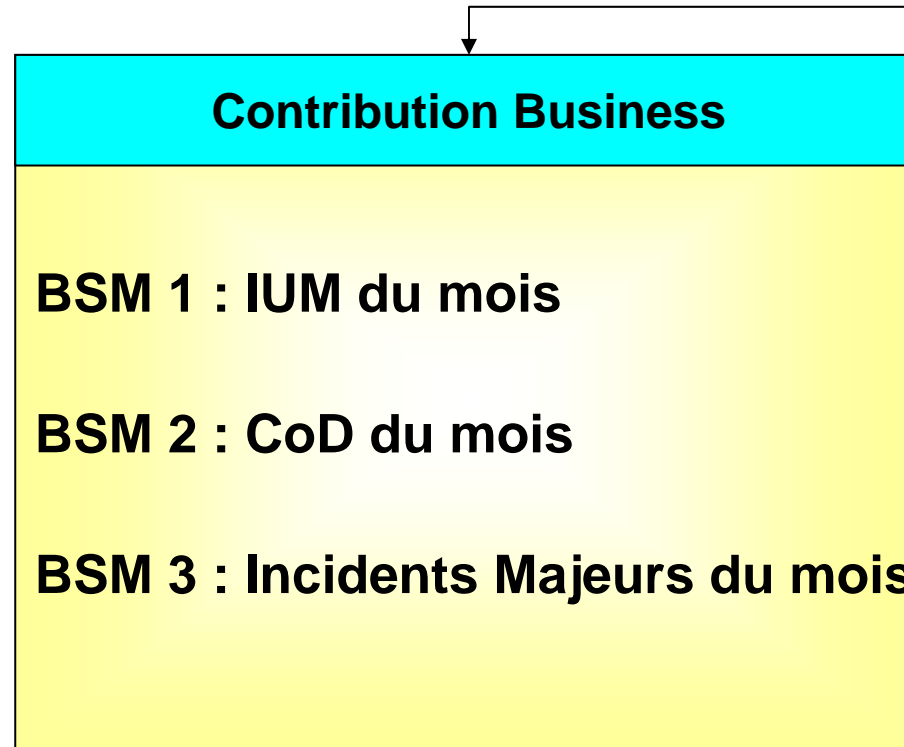 Contribution Business
BSM 1 : IUM du mois
BSM 2 : CoD du mois
BSM 3 : Incidents Majeurs du mois